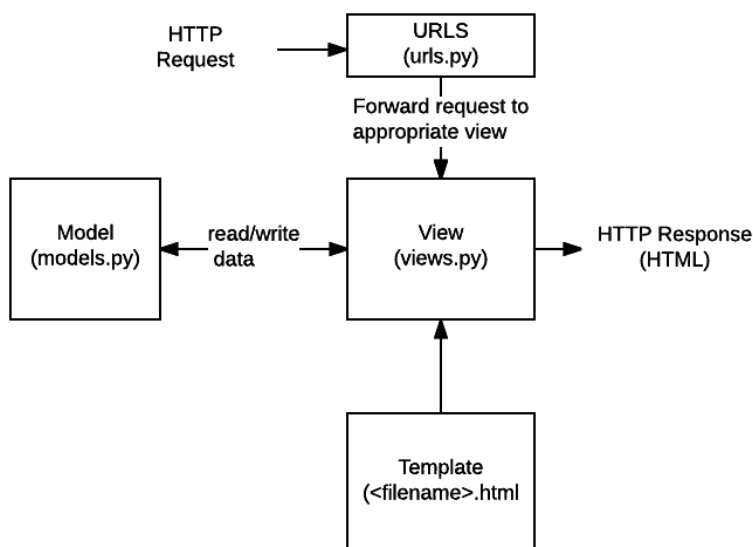 HTTP
Request
URLS
(urls.py)
Forward request to
appropriate view
Model
(models.py)
read/write
data
View
(views.py)
HTTP Response
(HTML)
Template
(<filename>.html